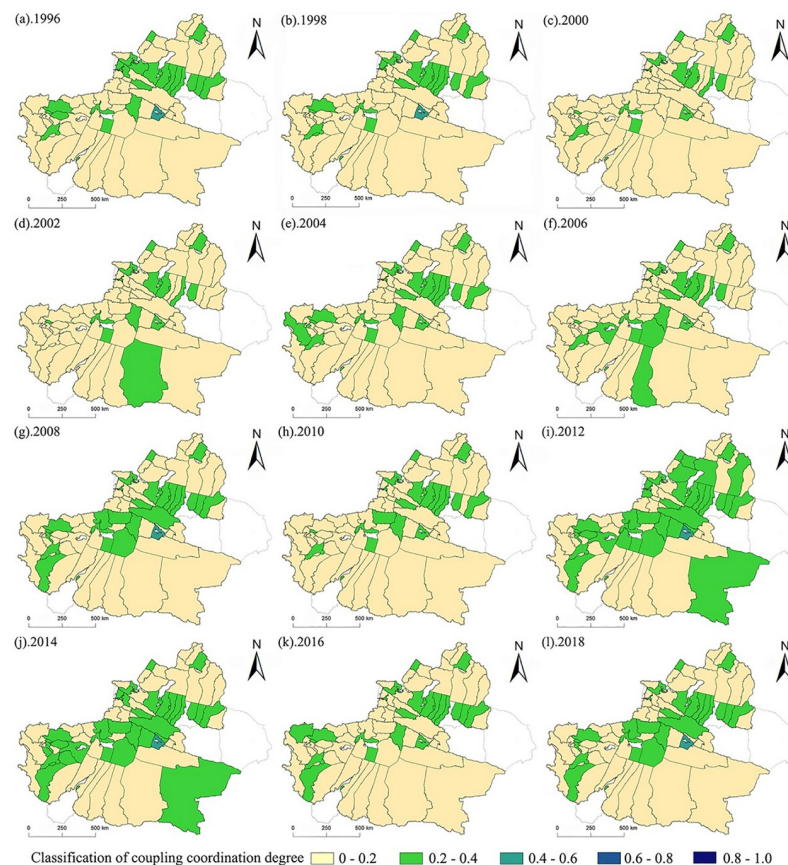 (a).1996
N
(b).1998
N
(c).2000
N
0 250 500 km
0 250 500 km
0 250 500 km
(d).2002
N
(e).2004
N
(f).2006
N
0 250 500 km
0 250 500 km
0 250 500 km
(g).2008
N
(h).2010
N
(i).2012
N
0 250 500 km
0 250 500 km
0 250 500 km
(j).2014
N
(k).2016
N
(l).2018
N
0 250 500 km
0 250 500 km
0 250 500 km
Classification of coupling coordination degree 0 - 0.2 0.2 - 0.4 0.4 - 0.6 0.6 - 0.8 0.8 - 1.0